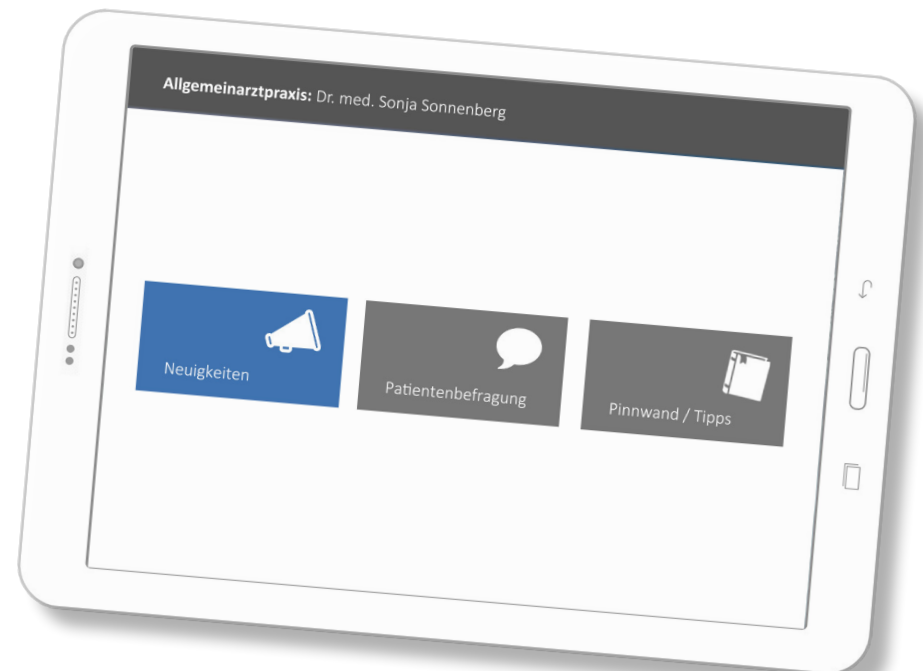 Allgemeinarztpraxis: Dr. med. Sonja Sonnenberg
Neuigkeiten
Patientenbefragung
Pinnwand / Tipps